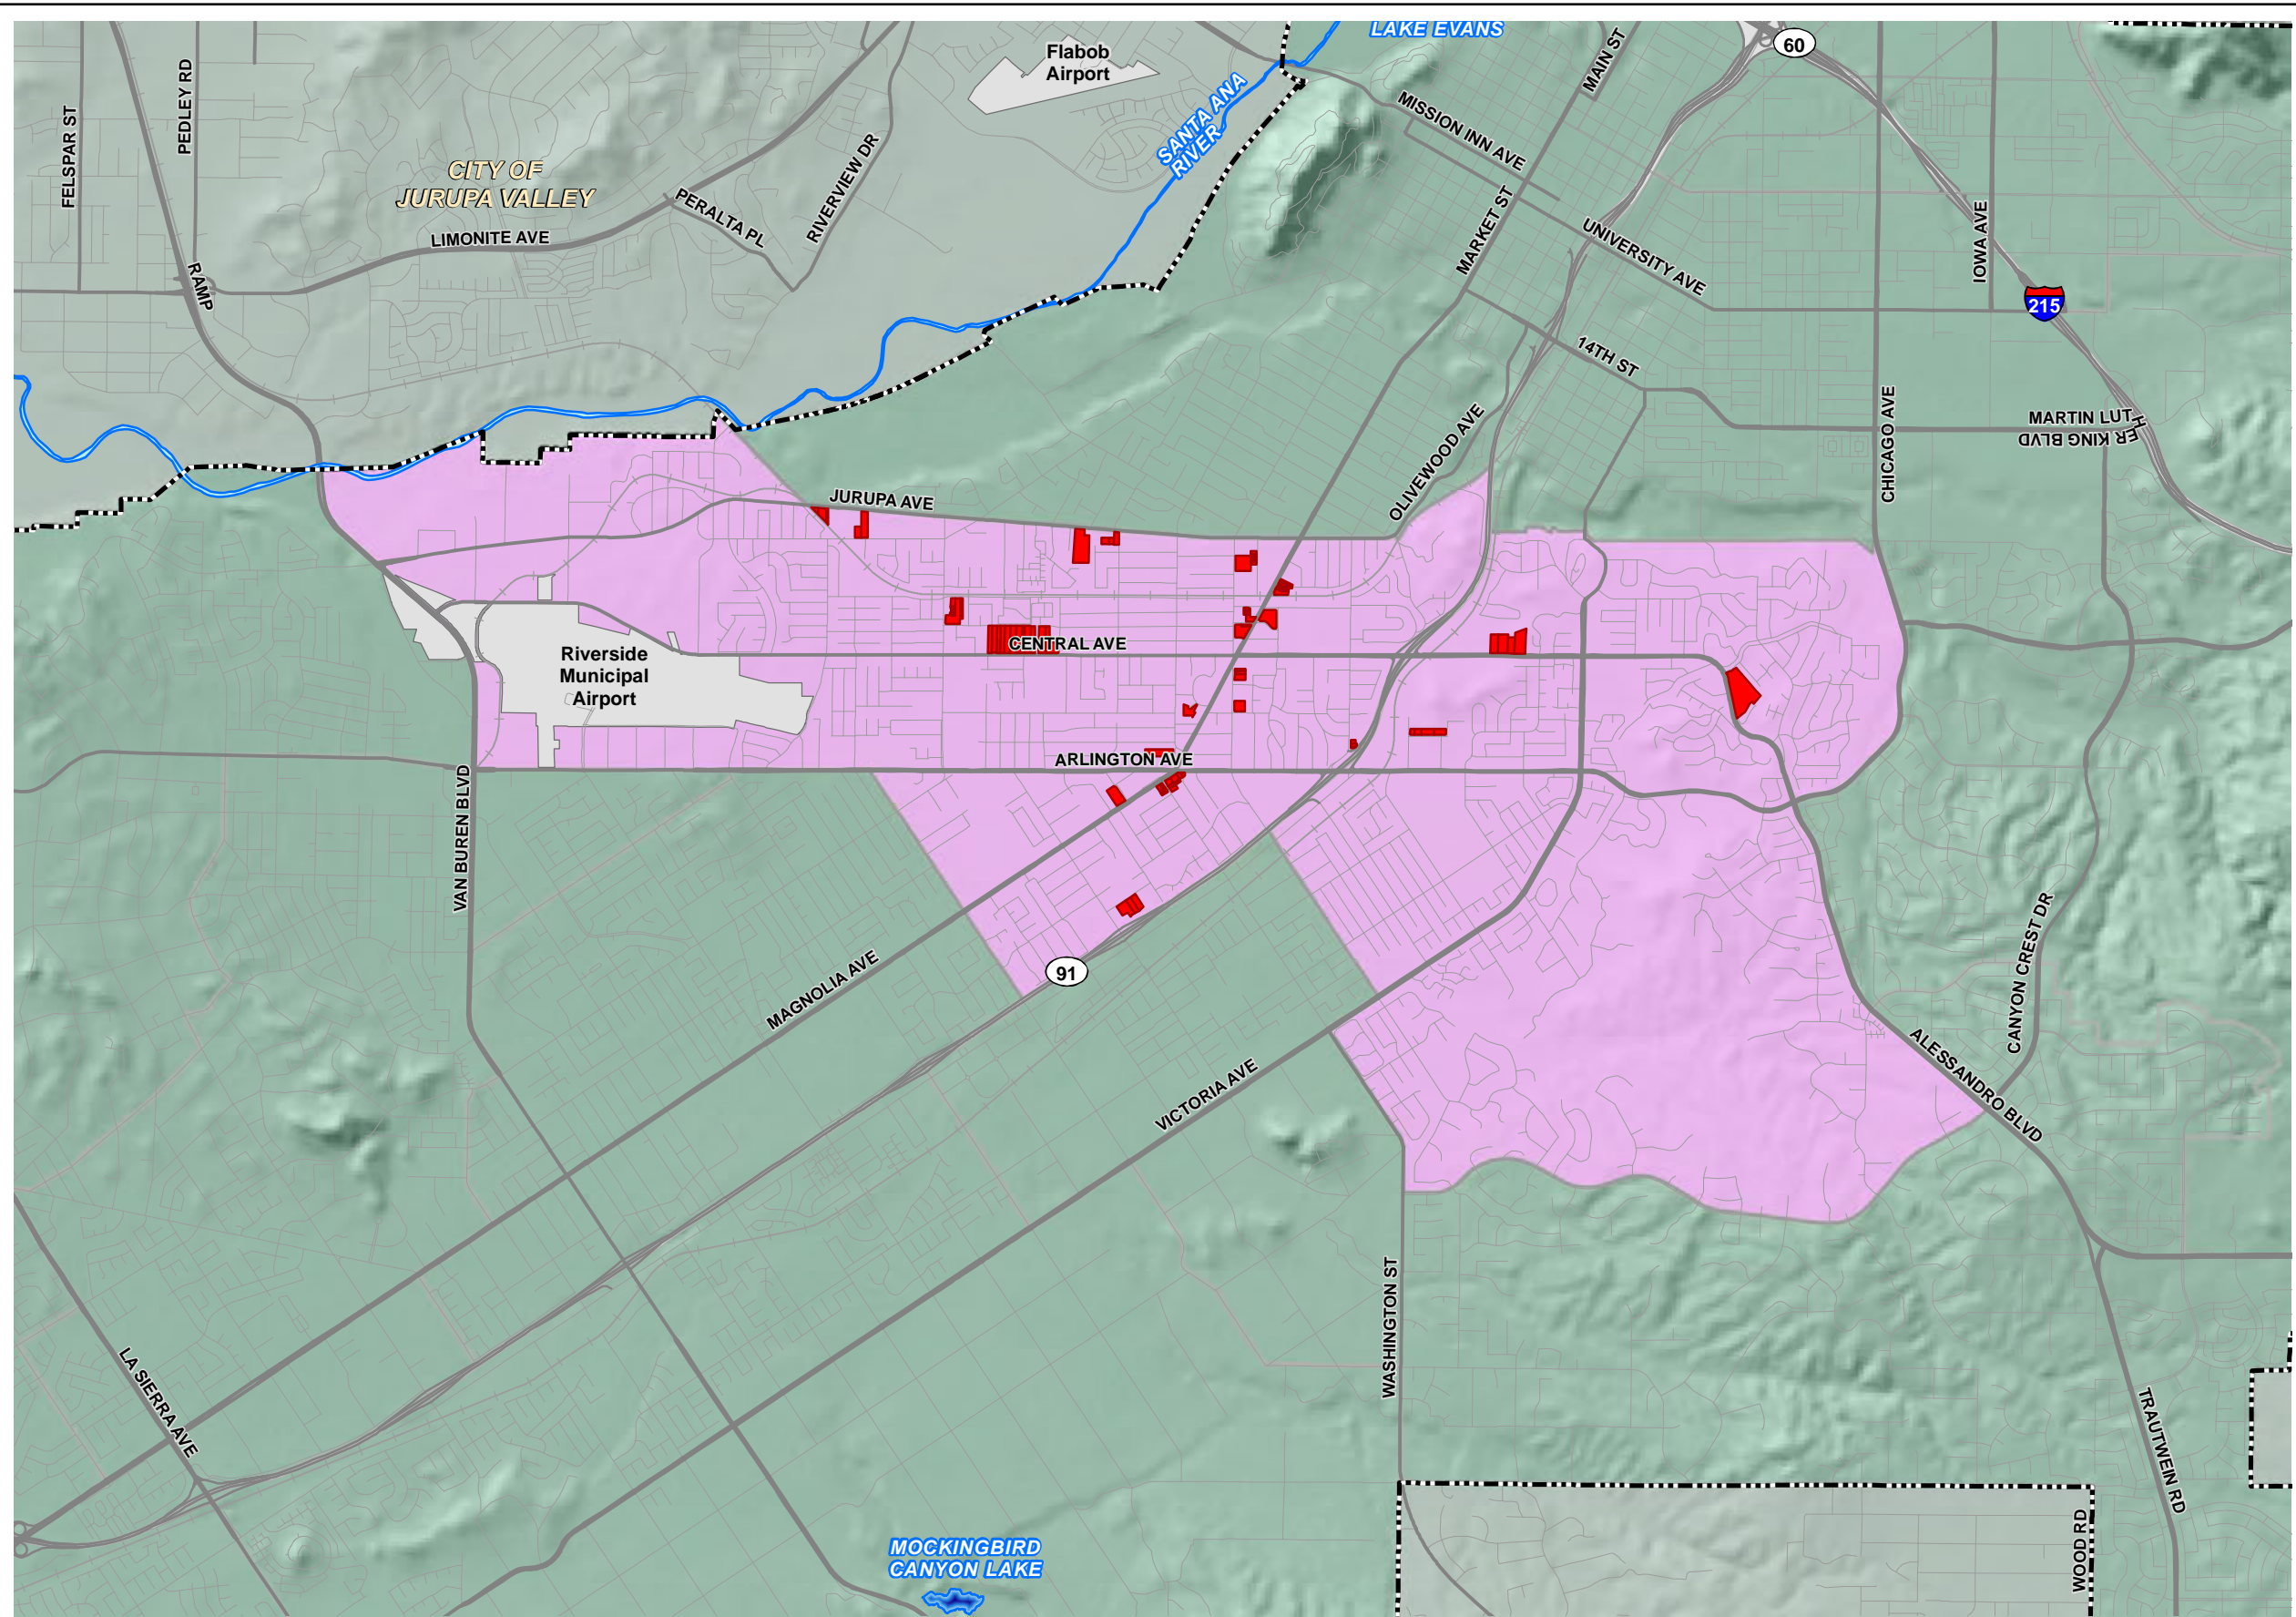 LAKE EVANS
60
Flabob
Airport
MAIN ST
PEDLEY RD
FELSPAR ST
SANTA ANA
RIVER
MISSION INN AVE
CITY OF
JURUPA VALLEY
RIVERVIEW DR
PERALTA PL
LIMONITE AVE
MARKET ST
UNIVERSITY AVE
IOWA AVE
RAMP
215
14TH ST
CHICAGO AVE
MARTIN LUTH
ER KING BLVD
OLIVEWOOD AVE
JURUPA AVE
CENTRAL AVE
Riverside
Municipal
Airport
ARLINGTON AVE
VAN BUREN BLVD
MAGNOLIA AVE
91
CANYON CREST DR
VICTORIA AVE
ALESSANDRO BLVD
WASHINGTON ST
LA SIERRA AVE
TRAUTWEIN RD
WOOD RD
MOCKINGBIRD
CANYON LAKE